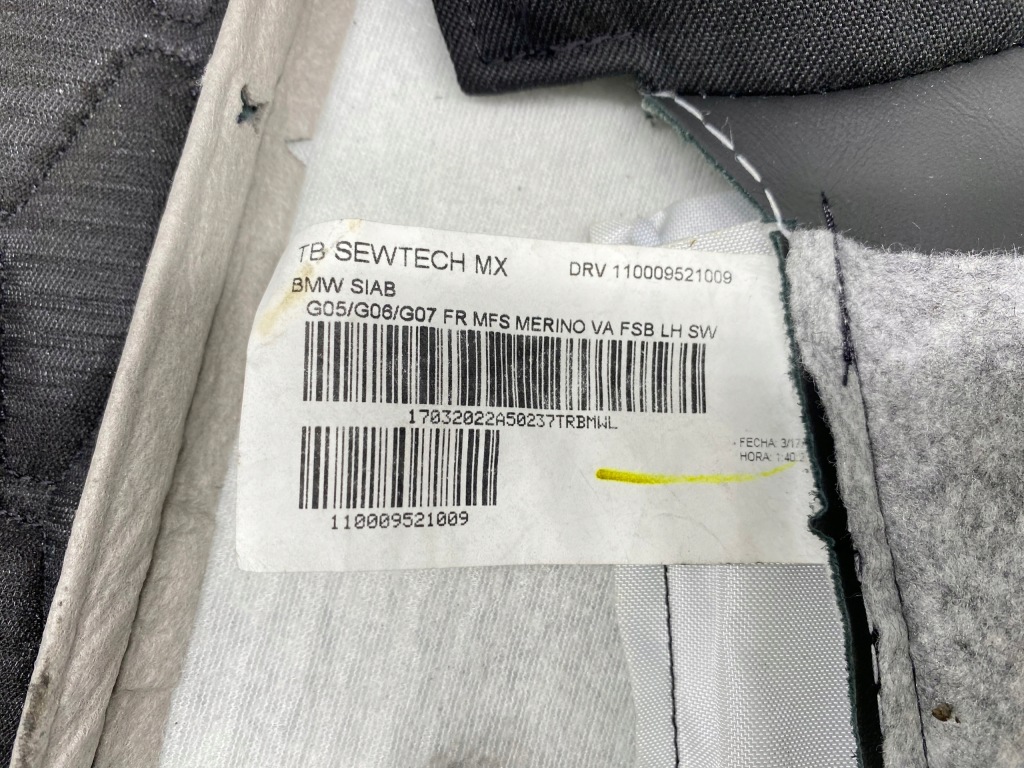 TB SEWTECH MX DRV 110009521009
BMW SIAB
G05/G06/G07 FR MFS MERINO VA FSB LH SW
17032022A50237TRBMWL
FECHA: 3/17
HORA: 1:40:
110009521009